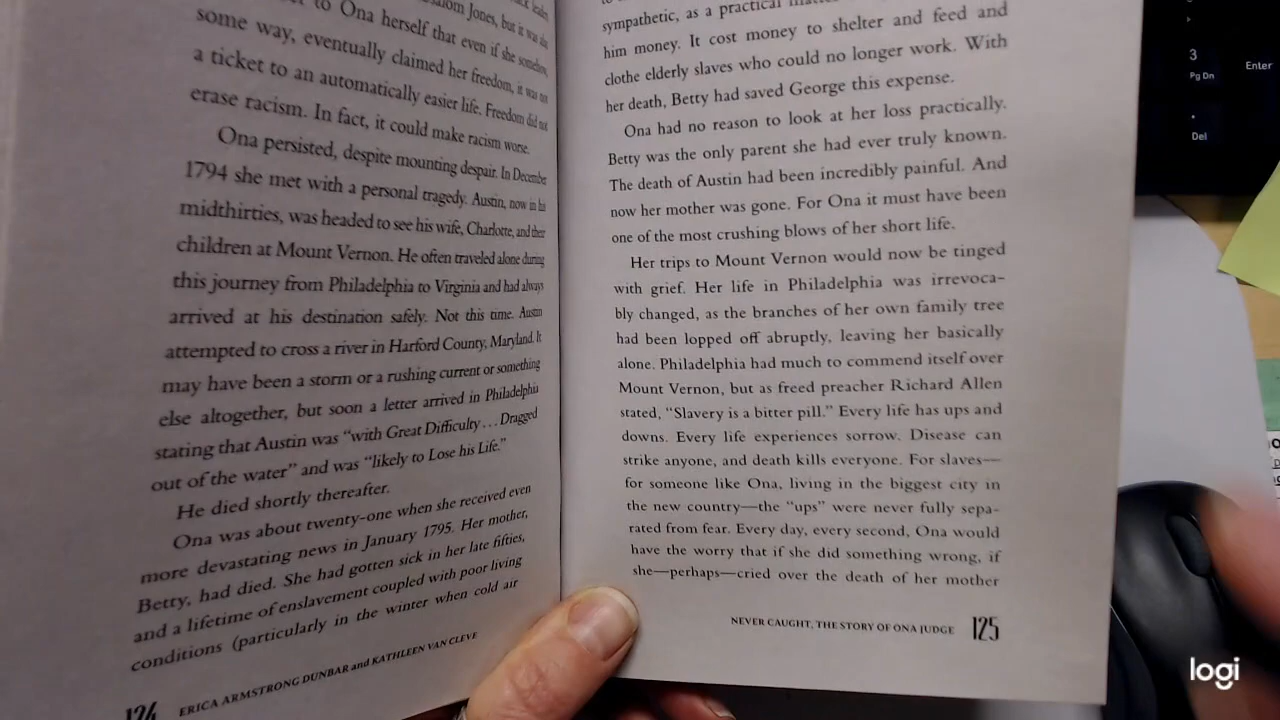 to Ona herself that even if she somehow,
some way, eventually claimed her freedom, it was not
a ticket to an automatically easier life. Freedom did not
erase racism. In fact, it could make racism worse.
Ona persisted, despite mounting despair. In December
1794 she met with a personal tragedy. Austin, now in his
midthirties, was headed to see his wife, Charlotte, and their
children at Mount Vernon. He often traveled alone during
this journey from Philadelphia to Virginia and had always
arrived at his destination safely. Not this time. Austin
attempted to cross a river in Harford County, Maryland. It
may have been a storm or a rushing current or something
else altogether, but soon a letter arrived in Philadelphia
stating that Austin was “with Great Difficulty . . . Dragged
out of the water” and was “likely to Lose his Life.”
He died shortly thereafter.
Ona was about twenty-one when she received even
more devastating news in January 1795. Her mother,
Betty, had died. She had gotten sick in her late fifties,
and a lifetime of enslavement coupled with poor living
conditions (particularly in the winter when cold air
124 ERICA ARMSTRONG DUNBAR and KATHLEEN VAN CLEVE
sympathetic, as a practical
him money. It cost money to shelter and feed and
clothe elderly slaves who could no longer work. With
her death, Betty had saved George this expense.
Ona had no reason to look at her loss practically.
Betty was the only parent she had ever truly known.
The death of Austin had been incredibly painful. And
now her mother was gone. For Ona it must have been
one of the most crushing blows of her short life.
Her trips to Mount Vernon would now be tinged
with grief. Her life in Philadelphia was irrevoca-
bly changed, as the branches of her own family tree
had been lopped off abruptly, leaving her basically
alone. Philadelphia had much to commend itself over
Mount Vernon, but as freed preacher Richard Allen
stated, “Slavery is a bitter pill.” Every life has ups and
downs. Every life experiences sorrow. Disease can
strike anyone, and death kills everyone. For slaves—
for someone like Ona, living in the biggest city in
the new country—the “ups” were never fully sepa-
rated from fear. Every day, every second, Ona would
have the worry that if she did something wrong, if
she—perhaps—cried over the death of her mother
NEVER CAUGHT, THE STORY OF ONA JUDGE 125
3
Pg Dn
Enter
.
Del
logi